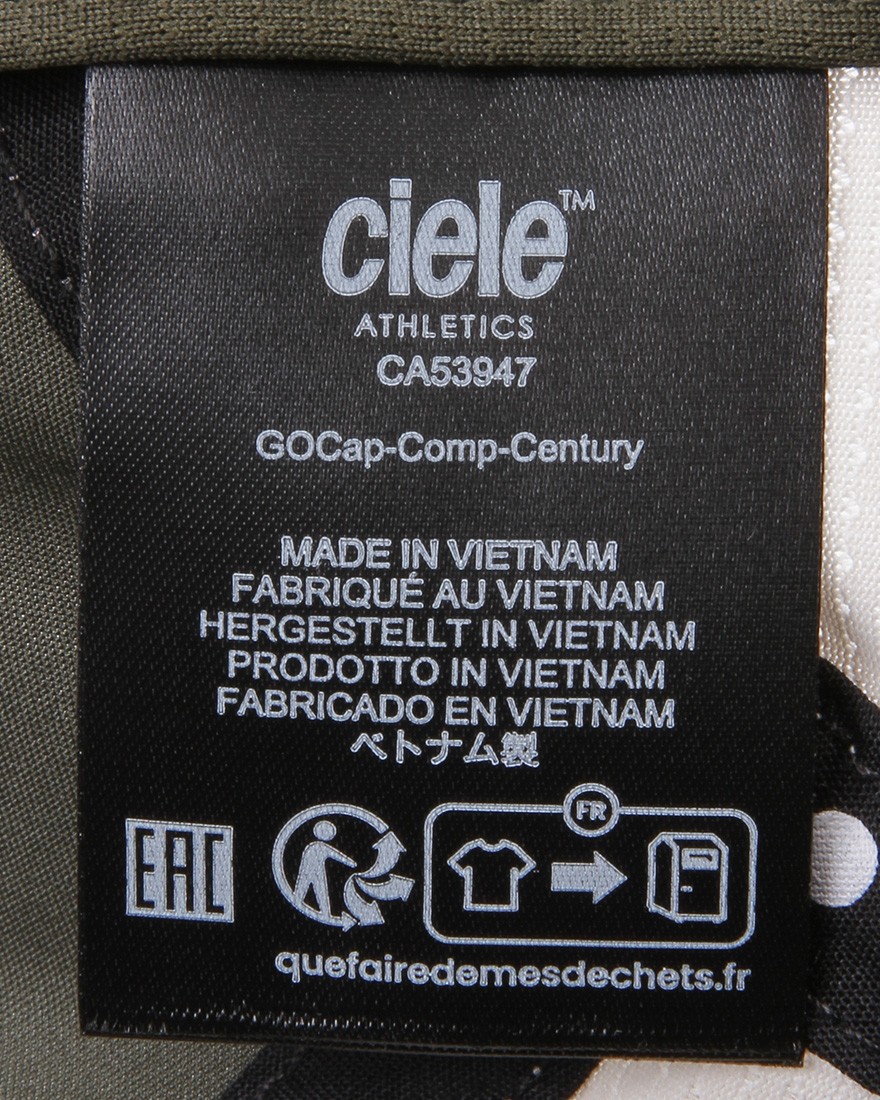 ciele™
ATHLETICS
CA53947
GOCap-Comp-Century
MADE IN VIETNAM
FABRIQUÉ AU VIETNAM
HERGESTELLT IN VIETNAM
PRODOTTO IN VIETNAM
FABRICADO EN VIETNAM
ベトナム製
FR
EAC
quefairedemesdechets.fr